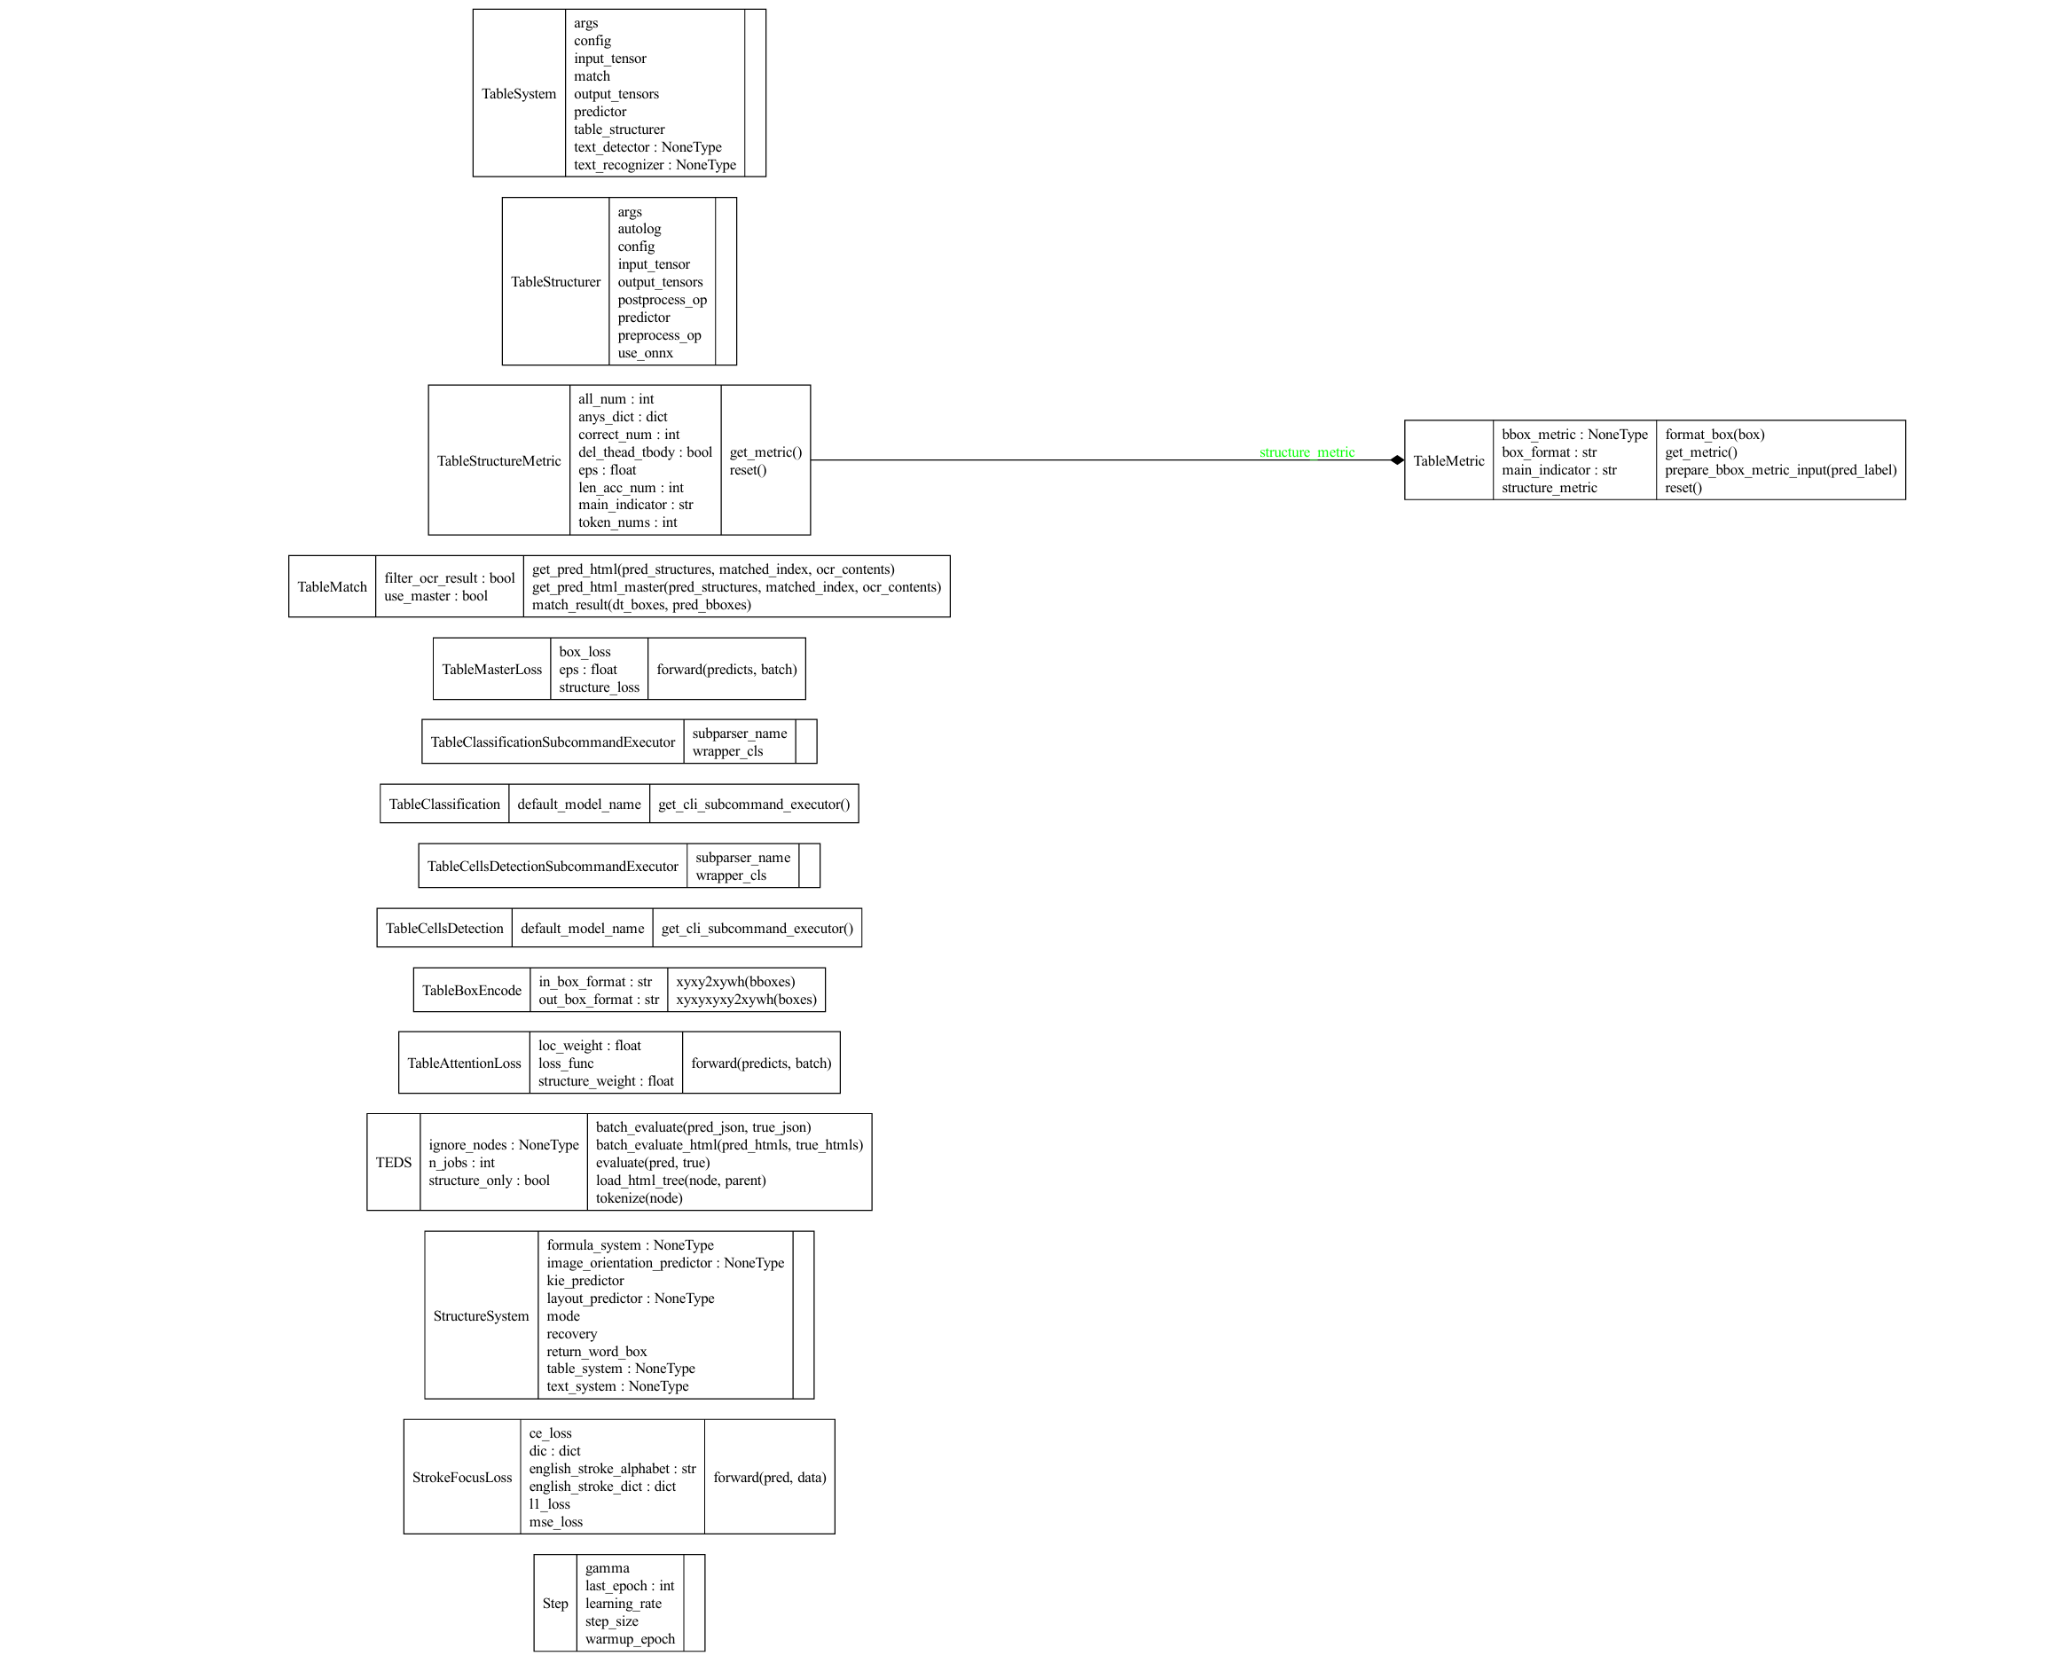 TableSystem
args
config
input_tensor
match
output_tensors
predictor
table_structurer
text_detector : NoneType
text_recognizer : NoneType
TableStructurer
args
autolog
config
input_tensor
output_tensors
postprocess_op
predictor
preprocess_op
use_onnx
TableStructureMetric
all_num : int
anys_dict : dict
correct_num : int
del_thead_tbody : bool
eps : float
len_acc_num : int
main_indicator : str
token_nums : int
get_metric()
reset()
structure_metric
TableMetric
bbox_metric : NoneType
box_format : str
main_indicator : str
structure_metric
format_box(box)
get_metric()
prepare_bbox_metric_input(pred_label)
reset()
TableMatch
filter_ocr_result : bool
use_master : bool
get_pred_html(pred_structures, matched_index, ocr_contents)
get_pred_html_master(pred_structures, matched_index, ocr_contents)
match_result(dt_boxes, pred_bboxes)
TableMasterLoss
box_loss
eps : float
structure_loss
forward(predicts, batch)
TableClassificationSubcommandExecutor
subparser_name
wrapper_cls
TableClassification
default_model_name
get_cli_subcommand_executor()
TableCellsDetectionSubcommandExecutor
subparser_name
wrapper_cls
TableCellsDetection
default_model_name
get_cli_subcommand_executor()
TableBoxEncode
in_box_format : str
out_box_format : str
xyxy2xywh(bboxes)
xyxyxyxy2xywh(boxes)
TableAttentionLoss
loc_weight : float
loss_func
structure_weight : float
forward(predicts, batch)
TEDS
ignore_nodes : NoneType
n_jobs : int
structure_only : bool
batch_evaluate(pred_json, true_json)
batch_evaluate_html(pred_htmls, true_htmls)
evaluate(pred, true)
load_html_tree(node, parent)
tokenize(node)
StructureSystem
formula_system : NoneType
image_orientation_predictor : NoneType
kie_predictor
layout_predictor : NoneType
mode
recovery
return_word_box
table_system : NoneType
text_system : NoneType
StrokeFocusLoss
ce_loss
dic : dict
english_stroke_alphabet : str
english_stroke_dict : dict
l1_loss
mse_loss
forward(pred, data)
Step
gamma
last_epoch : int
learning_rate
step_size
warmup_epoch